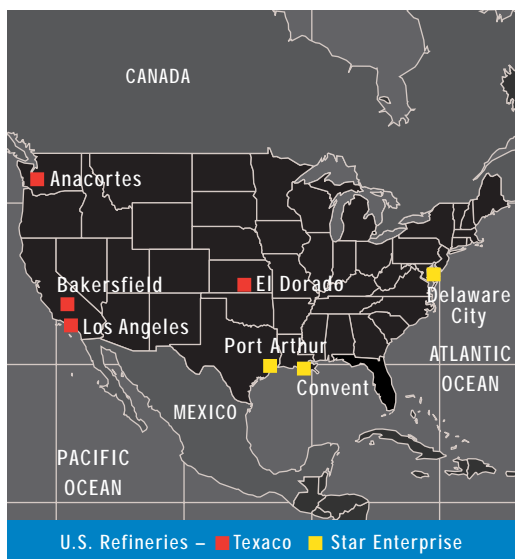 CANADA
Anacortes
Bakersfield
El Dorado
Delaware
City
Los Angeles
Port Arthur
ATLANTIC
OCEAN
Convent
MEXICO
PACIFIC
OCEAN
U.S. Refineries – Texaco Star Enterprise